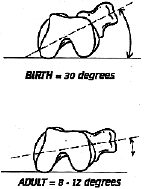 BIRTH = 30 degrees
ADULT = 8 - 12 degrees